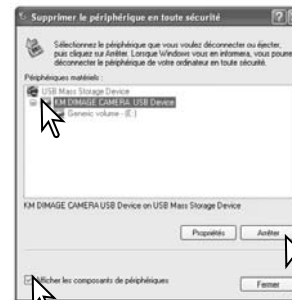 Supprimer le périphérique en toute sécurité
Sélectionnez le périphérique que vous voulez déconnecter ou éjecter,
puis cliquez sur Arrêter. Lorsque Windows vous en informera, vous pourrez
déconnecter le périphérique de votre ordinateur en toute sécurité.
Périphériques matériels :
USB Mass Storage Device
KM DIMAGE CAMERA USB Device
Generic volume - (E:)
KM DIMAGE CAMERA USB Device on USB Mass Storage Device
Propriétés Arrêter
Afficher les composants de périphériques
Fermer